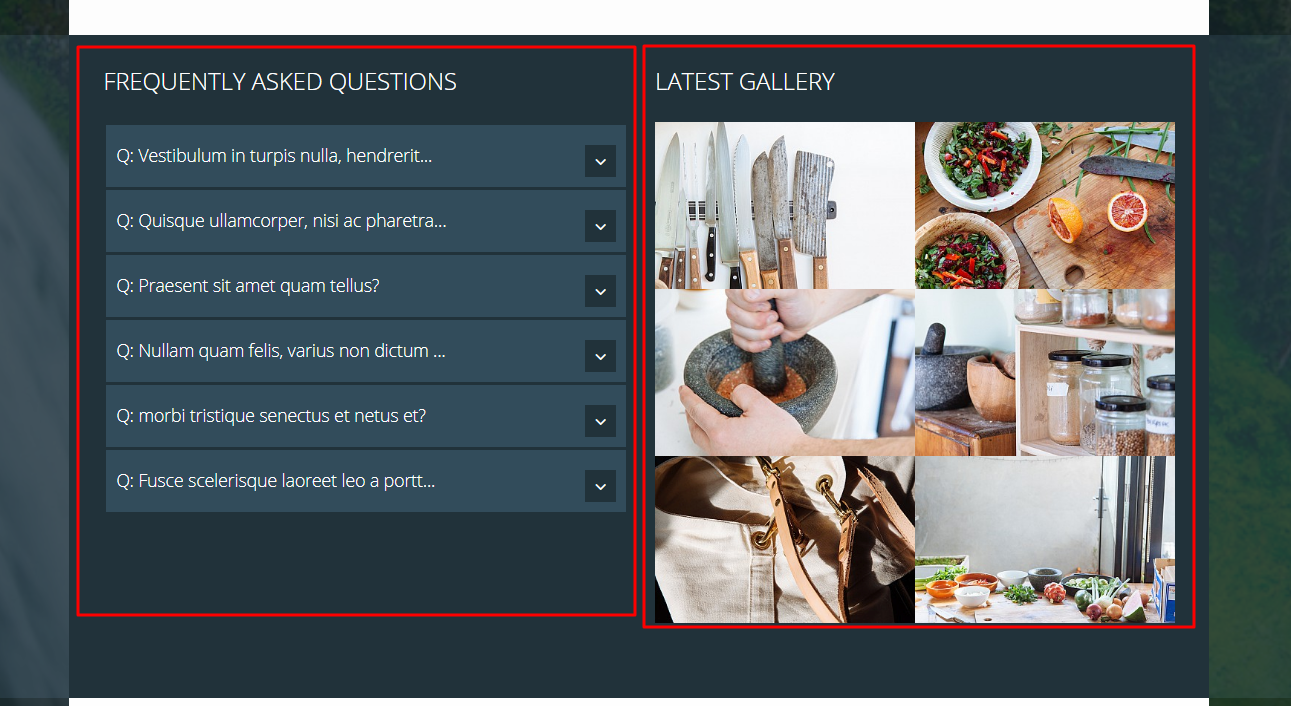 FREQUENTLY ASKED QUESTIONS
Q: Vestibulum in turpis nulla, hendrerit...
Q: Quisque ullamcorper, nisi ac pharetra...
Q: Praesent sit amet quam tellus?
Q: Nullam quam felis, varius non dictum ...
Q: morbi tristique senectus et netus et?
Q: Fusce scelerisque laoreet leo a portt...
LATEST GALLERY